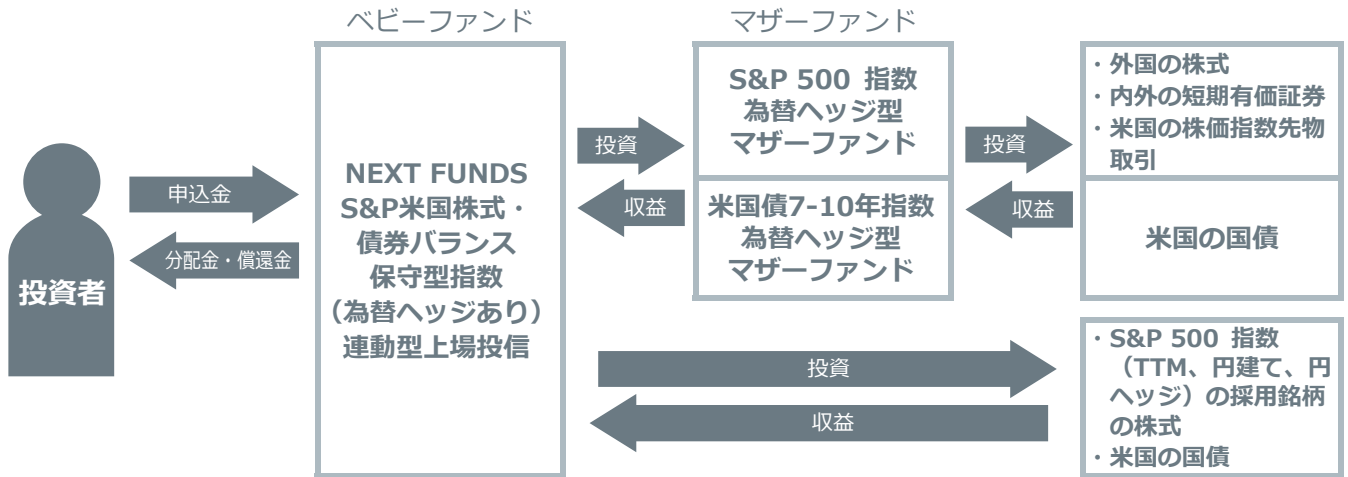 ベビーファンド
マザーファンド
投資者
申込金
分配金・償還金
NEXT FUNDS
S&P米国株式・
債券バランス
保守型指数
（為替ヘッジあり）
連動型上場投信
投資
収益
S&P 500 指数
為替ヘッジ型
マザーファンド
米国債7-10年指数
為替ヘッジ型
マザーファンド
投資
収益
・外国の株式
・内外の短期有価証券
・米国の株価指数先物
取引
米国の国債
投資
収益
・S&P 500 指数
（TTM、円建て、円
ヘッジ）の採用銘柄
の株式
・米国の国債